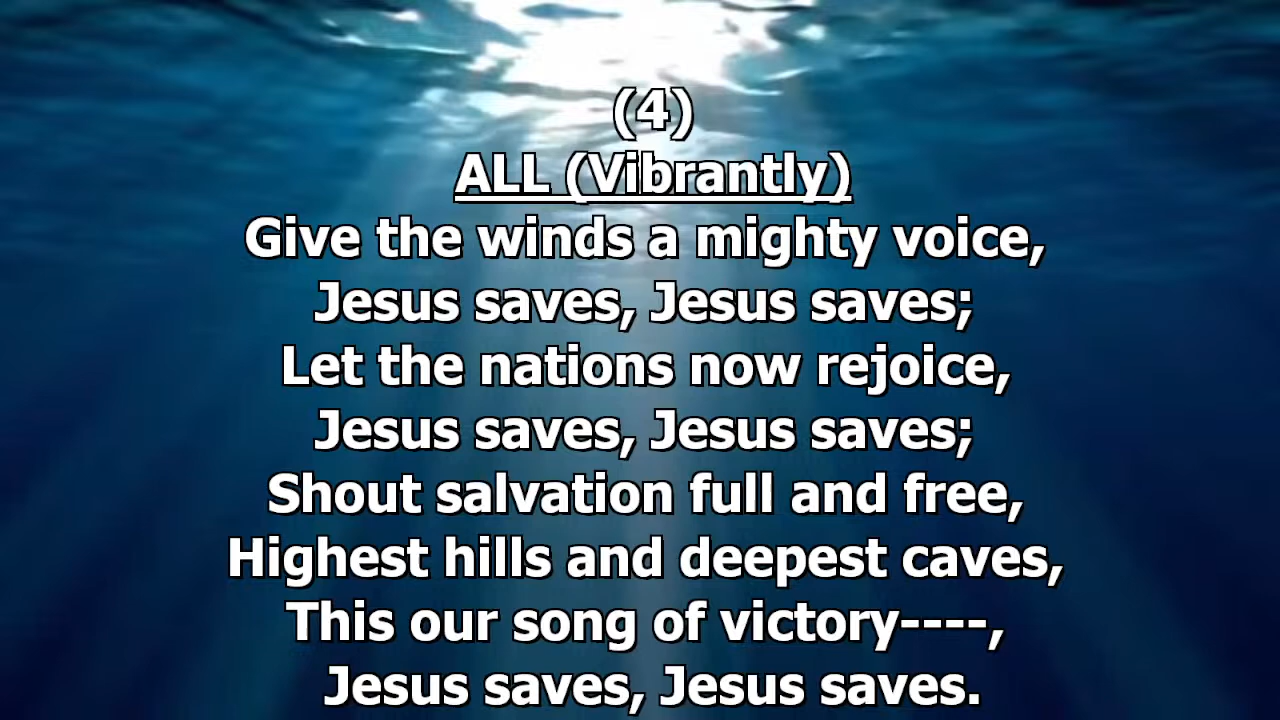 (4)
ALL (Vibrantly)
Give the winds a mighty voice,
Jesus saves, Jesus saves;
Let the nations now rejoice,
Jesus saves, Jesus saves;
Shout salvation full and free,
Highest hills and deepest caves,
This our song of victory----,
Jesus saves, Jesus saves.